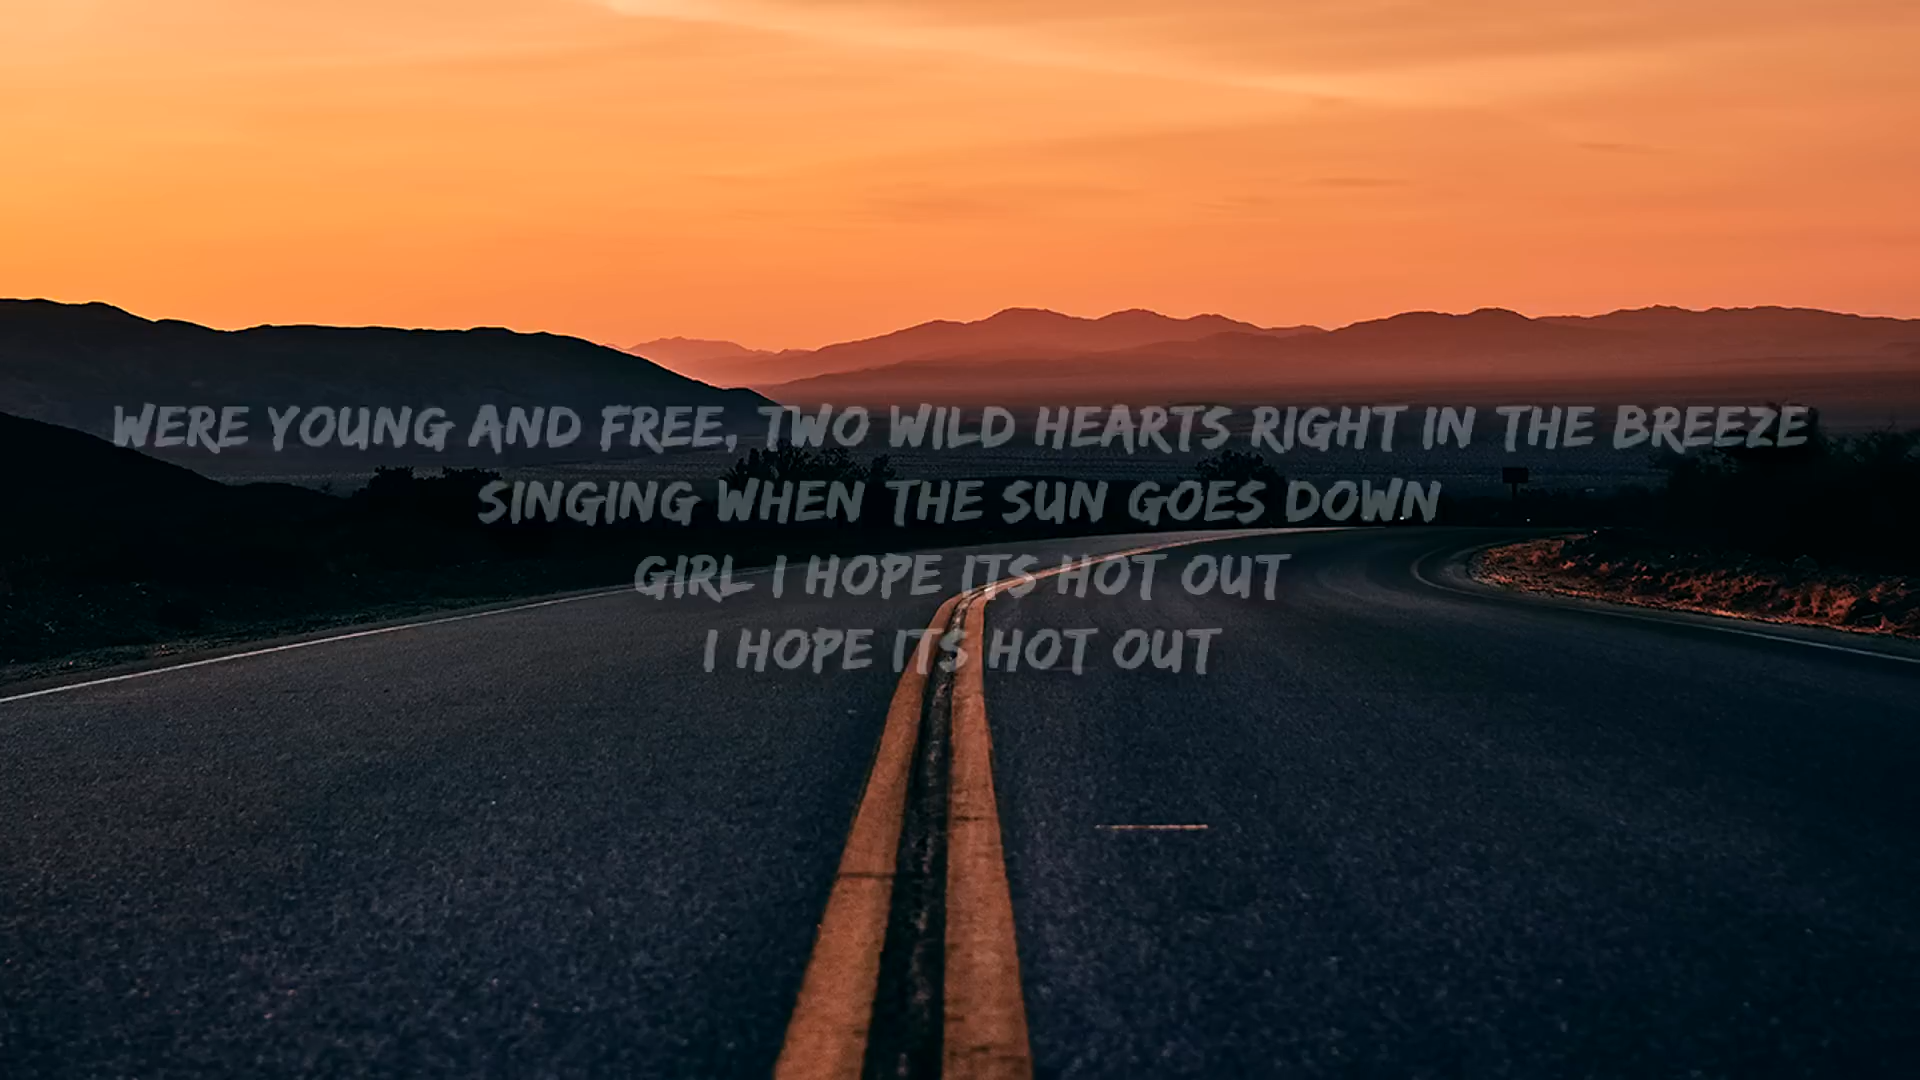 WERE YOUNG AND FREE, TWO WILD HEARTS RIGHT IN THE BREEZE
SINGING WHEN THE SUN GOES DOWN
GIRL I HOPE ITS HOT OUT
I HOPE ITS HOT OUT